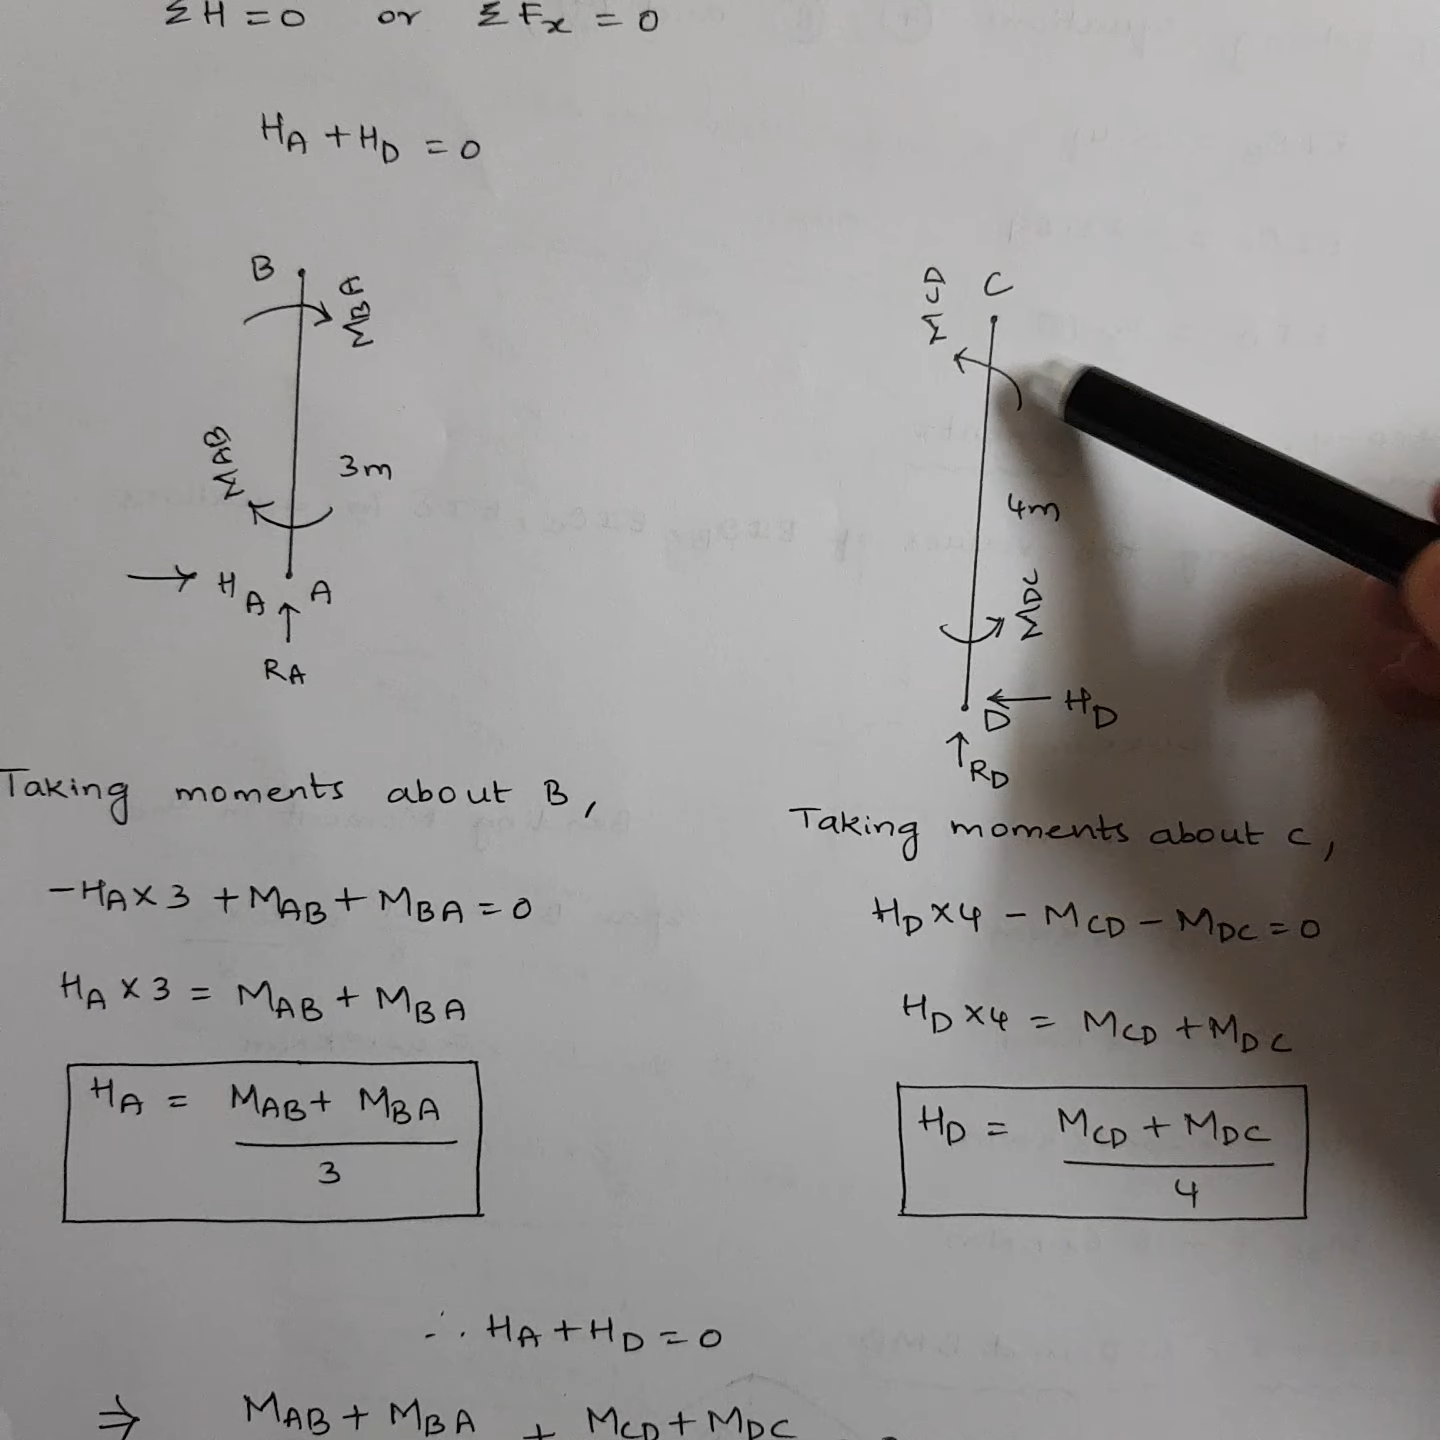 ΣH = 0 or ΣFx = 0
HA + HD = 0
B
MBA
MAB
3m
HA
A
RA
MCD
C
4m
MDC
D
HD
RD
Taking moments about B,
-HA × 3 + MAB + MBA = 0
HA × 3 = MAB + MBA
HA = MAB + MBA
3
Taking moments about C,
HD × 4 - MCD - MDC = 0
HD × 4 = MCD + MDC
HD = MCD + MDC
4
∴ HA + HD = 0
⇒ MAB + MBA + MCD + MDC